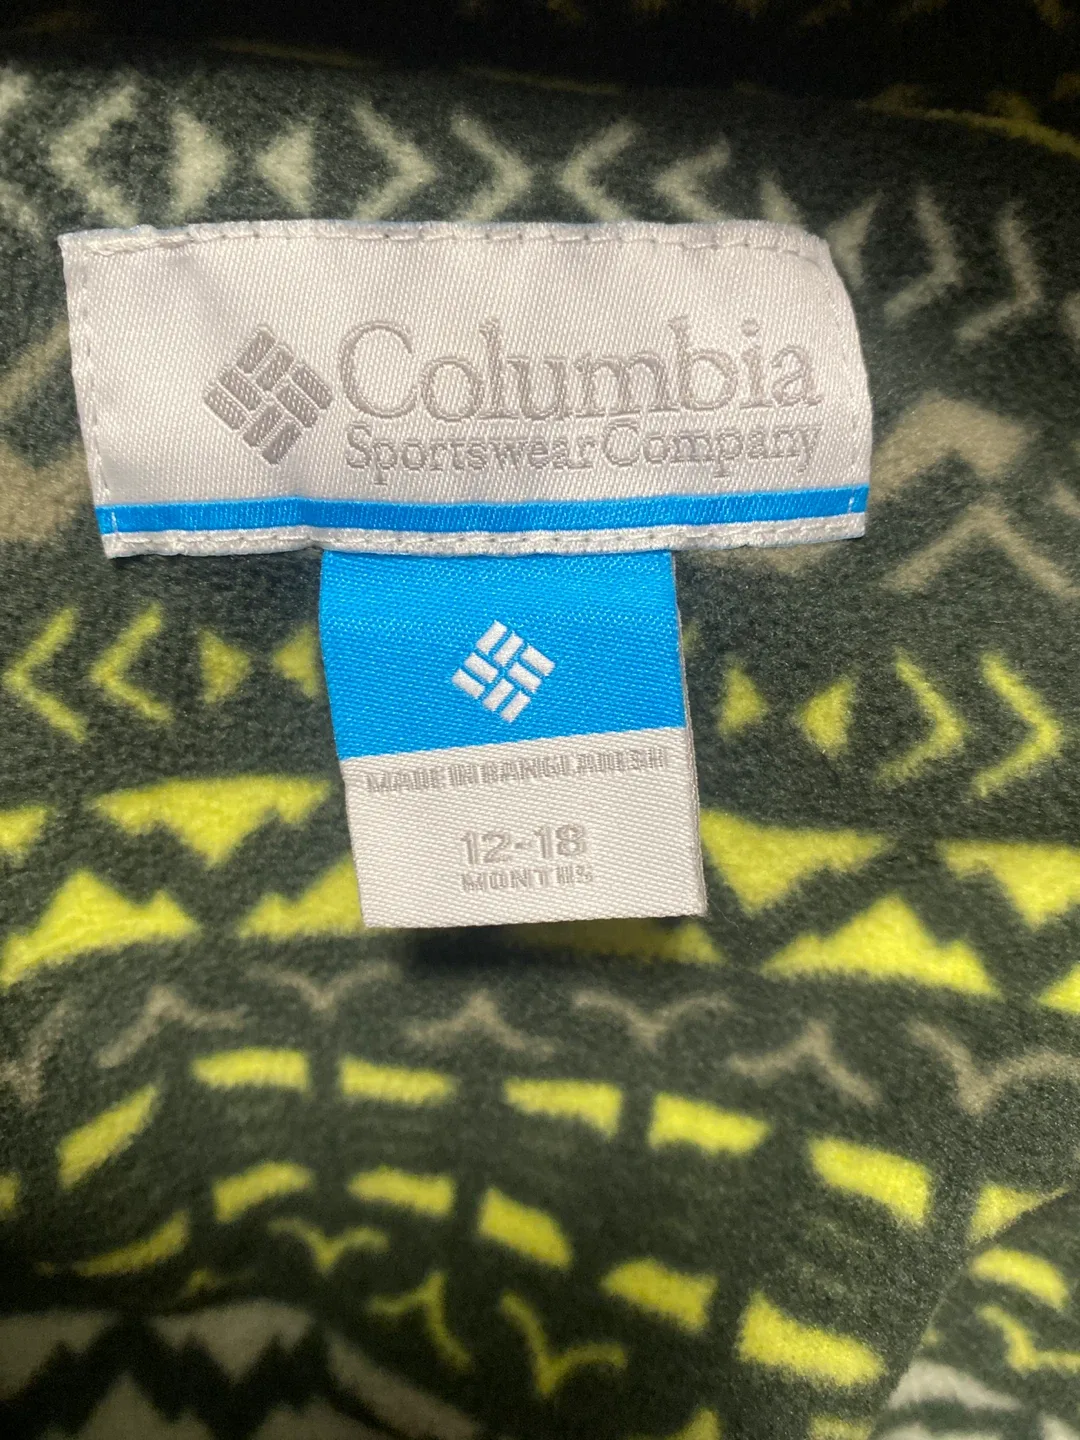 Columbia
Sportswear Company
MADE IN BANGLADESH
12-18
MONTHS